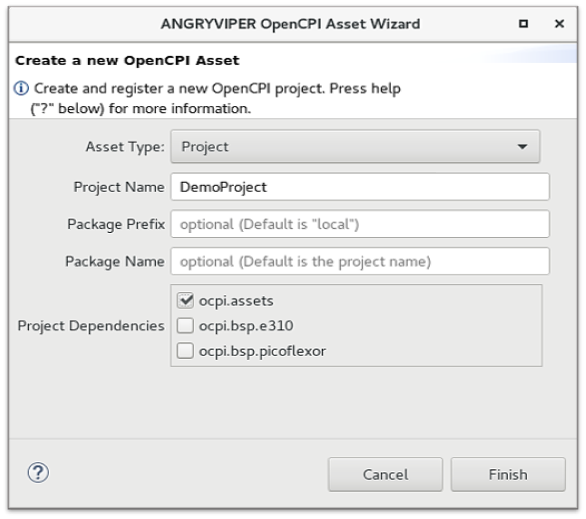 ANGRYVIPER OpenCPI Asset Wizard
Create a new OpenCPI Asset
Create and register a new OpenCPI project. Press help
("?" below) for more information.
Asset Type: Project
Project Name DemoProject
Package Prefix optional (Default is "local")
Package Name optional (Default is the project name)
Project Dependencies
ocpi.assets
ocpi.bsp.e310
ocpi.bsp.picoflexor
Cancel Finish